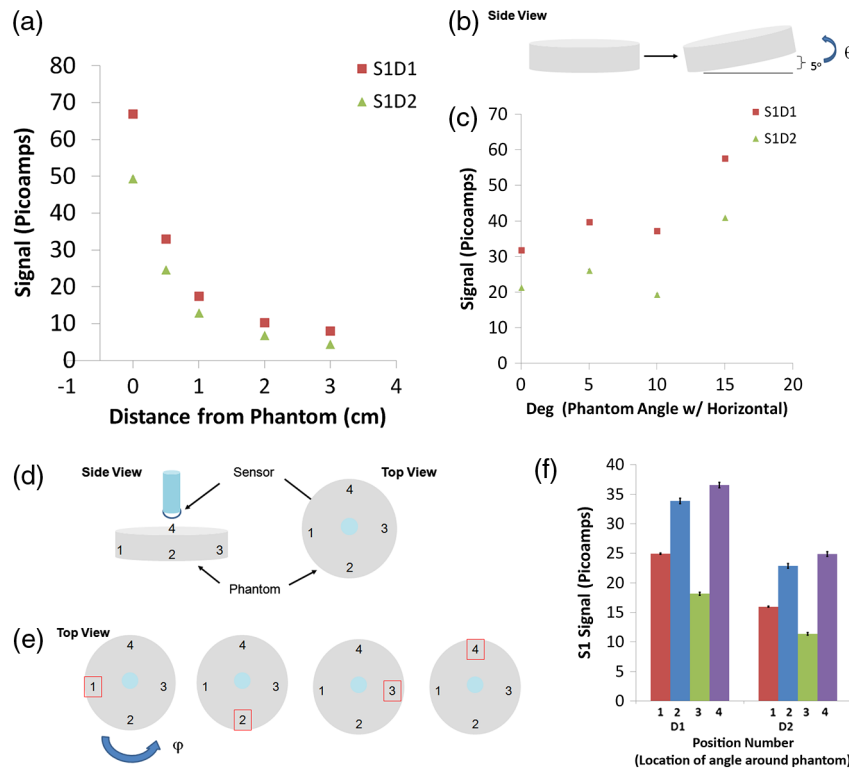 (a)
80
70
60
50
40
30
20
10
0
Signal (Picoamps)
S1D1
S1D2
-1 0 1 2 3 4
Distance from Phantom (cm)
(b)
Side View
5°
(c)
70
60
50
40
30
20
10
0
Signal (Picoamps)
S1D1
S1D2
0 5 10 15 20
Deg (Phantom Angle w/ Horizontal)
(d)
Side View
Sensor
Top View
4
1 2 3
Phantom
4
1 3
2
(e)
Top View
4
1 3
2
φ
4
1 3
2
4
1 3
2
4
1 3
2
(f)
40
35
30
25
20
15
10
5
0
S1 Signal (Picoamps)
1 2 3 4 1 2 3 4
D1 D2
Position Number
(Location of angle around phantom)